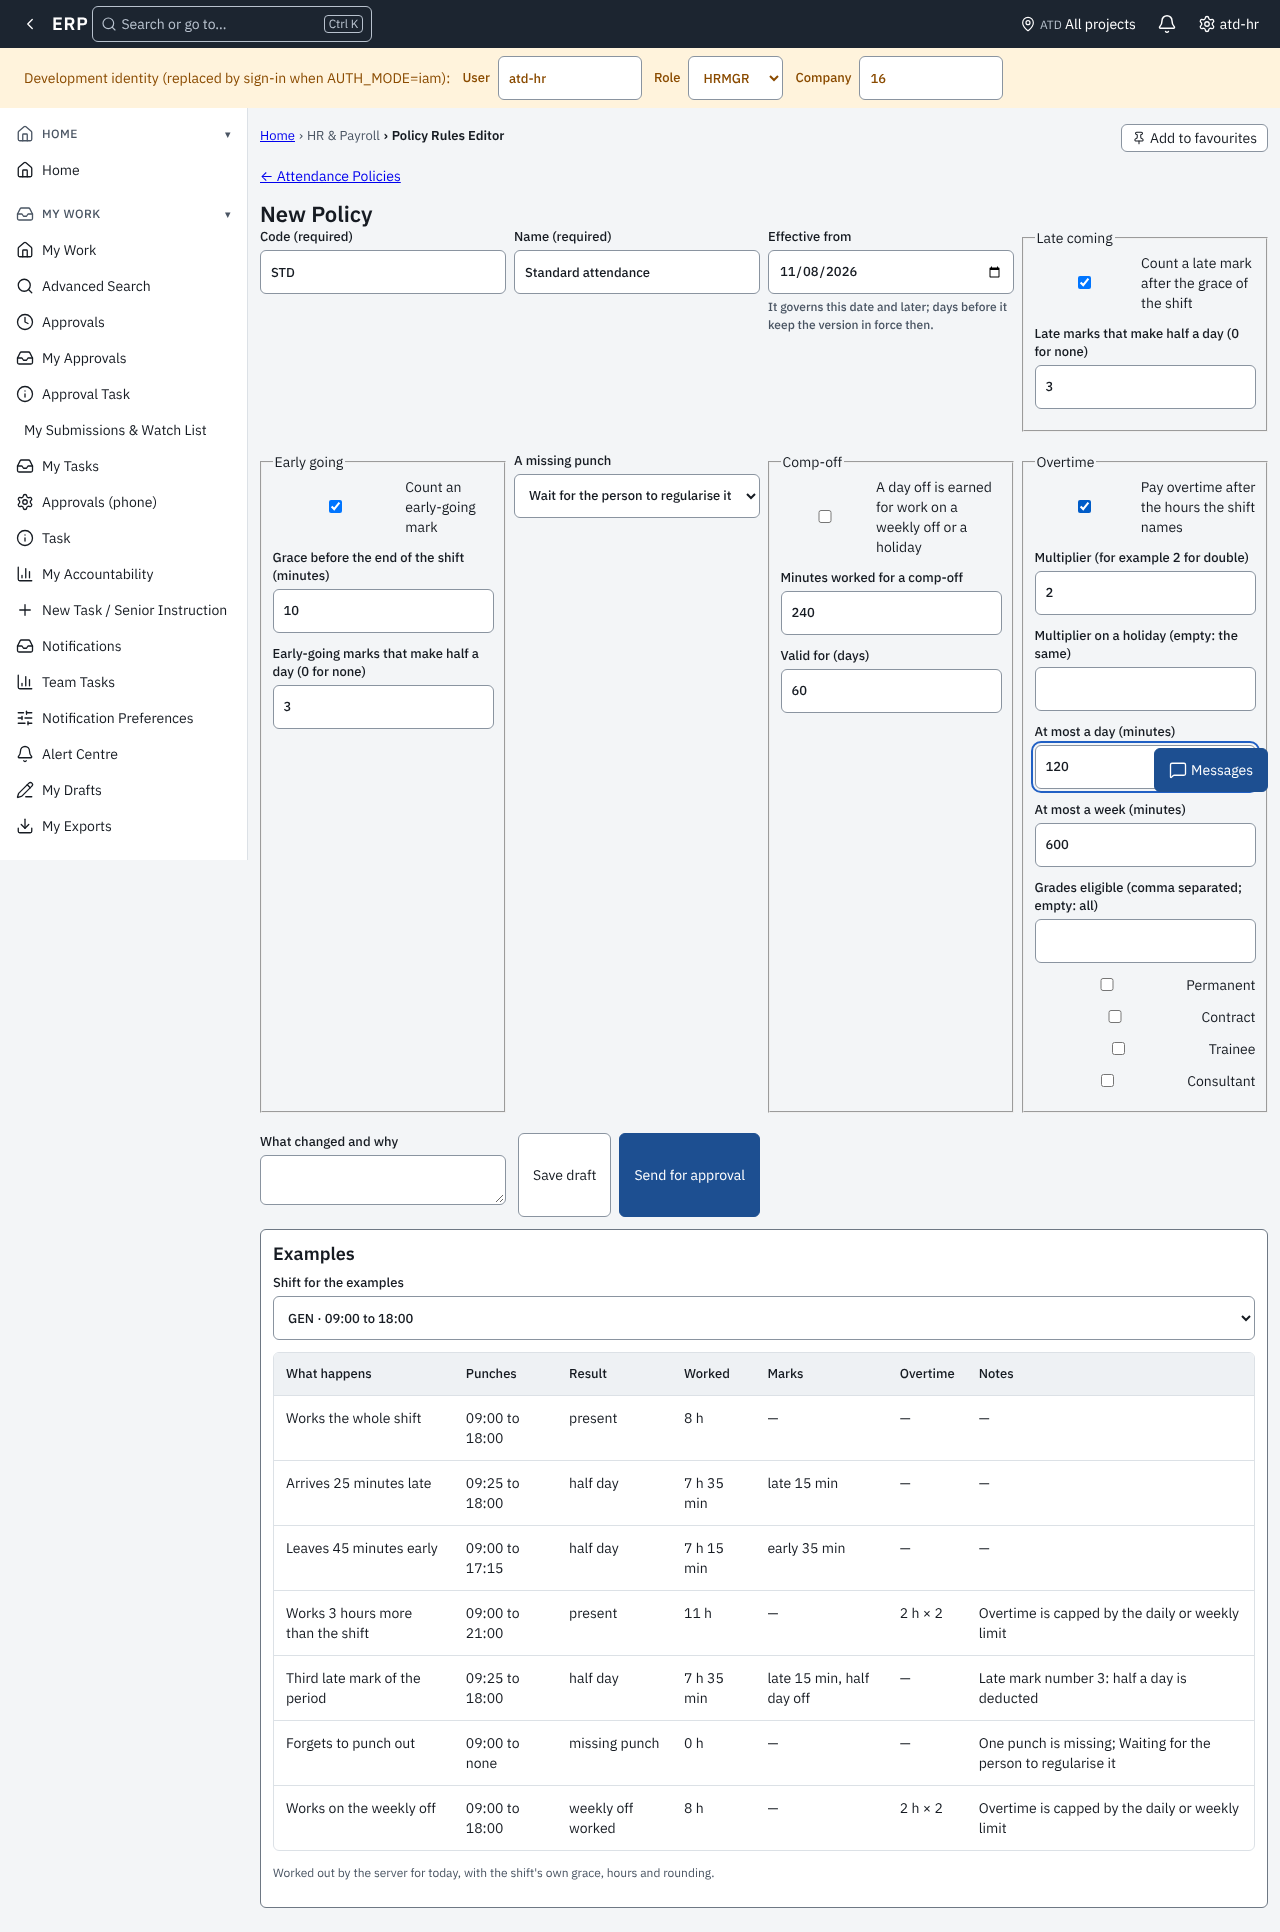 ERP
Search or go to...
Ctrl K
ATD All projects
atd-hr
Development identity (replaced by sign-in when AUTH_MODE=iam):
User
atd-hr
Role
HRMGR
Company
16
HOME
Home
MY WORK
My Work
Advanced Search
Approvals
My Approvals
Approval Task
My Submissions & Watch List
My Tasks
Approvals (phone)
Task
My Accountability
New Task / Senior Instruction
Notifications
Team Tasks
Notification Preferences
Alert Centre
My Drafts
My Exports
Home › HR & Payroll › Policy Rules Editor
Add to favourites
← Attendance Policies
New Policy
Code (required)
STD
Name (required)
Standard attendance
Effective from
11/08/2026
It governs this date and later; days before it
keep the version in force then.
Late coming
Count a late mark
after the grace of
the shift
Late marks that make half a day (0
for none)
3
Early going
Count an
early-going
mark
Grace before the end of the shift
(minutes)
10
Early-going marks that make half a
day (0 for none)
3
A missing punch
Wait for the person to regularise it
Comp-off
A day off is earned
for work on a
weekly off or a
holiday
Minutes worked for a comp-off
240
Valid for (days)
60
Overtime
Pay overtime after
the hours the shift
names
Multiplier (for example 2 for double)
2
Multiplier on a holiday (empty: the
same)
At most a day (minutes)
120
Messages
At most a week (minutes)
600
Grades eligible (comma separated;
empty: all)
Permanent
Contract
Trainee
Consultant
What changed and why
Save draft
Send for approval
Examples
Shift for the examples
GEN · 09:00 to 18:00
What happens Punches Result Worked Marks Overtime Notes
Works the whole shift 09:00 to present 8 h — — —
18:00
Arrives 25 minutes late 09:25 to half day 7 h 35 late 15 min — —
18:00 min
Leaves 45 minutes early 09:00 to half day 7 h 15 early 35 min — —
17:15 min
Works 3 hours more 09:00 to present 11 h — 2 h × 2 Overtime is capped by the daily or weekly
than the shift 21:00 limit
Third late mark of the 09:25 to half day 7 h 35 late 15 min, half — Late mark number 3: half a day is
period 18:00 min day off deducted
Forgets to punch out 09:00 to missing punch 0 h — — One punch is missing; Waiting for the
none person to regularise it
Works on the weekly off 09:00 to weekly off 8 h — 2 h × 2 Overtime is capped by the daily or weekly
18:00 worked limit
Worked out by the server for today, with the shift's own grace, hours and rounding.